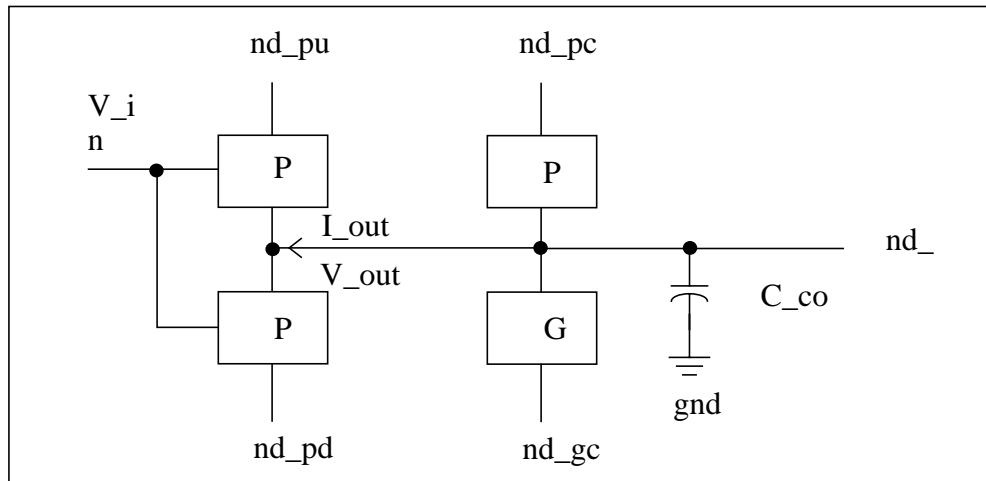 nd_pu
nd_pc
V_i
n
P
P
I_out
nd_
V_out
C_co
P
G
gnd
nd_pd
nd_gc